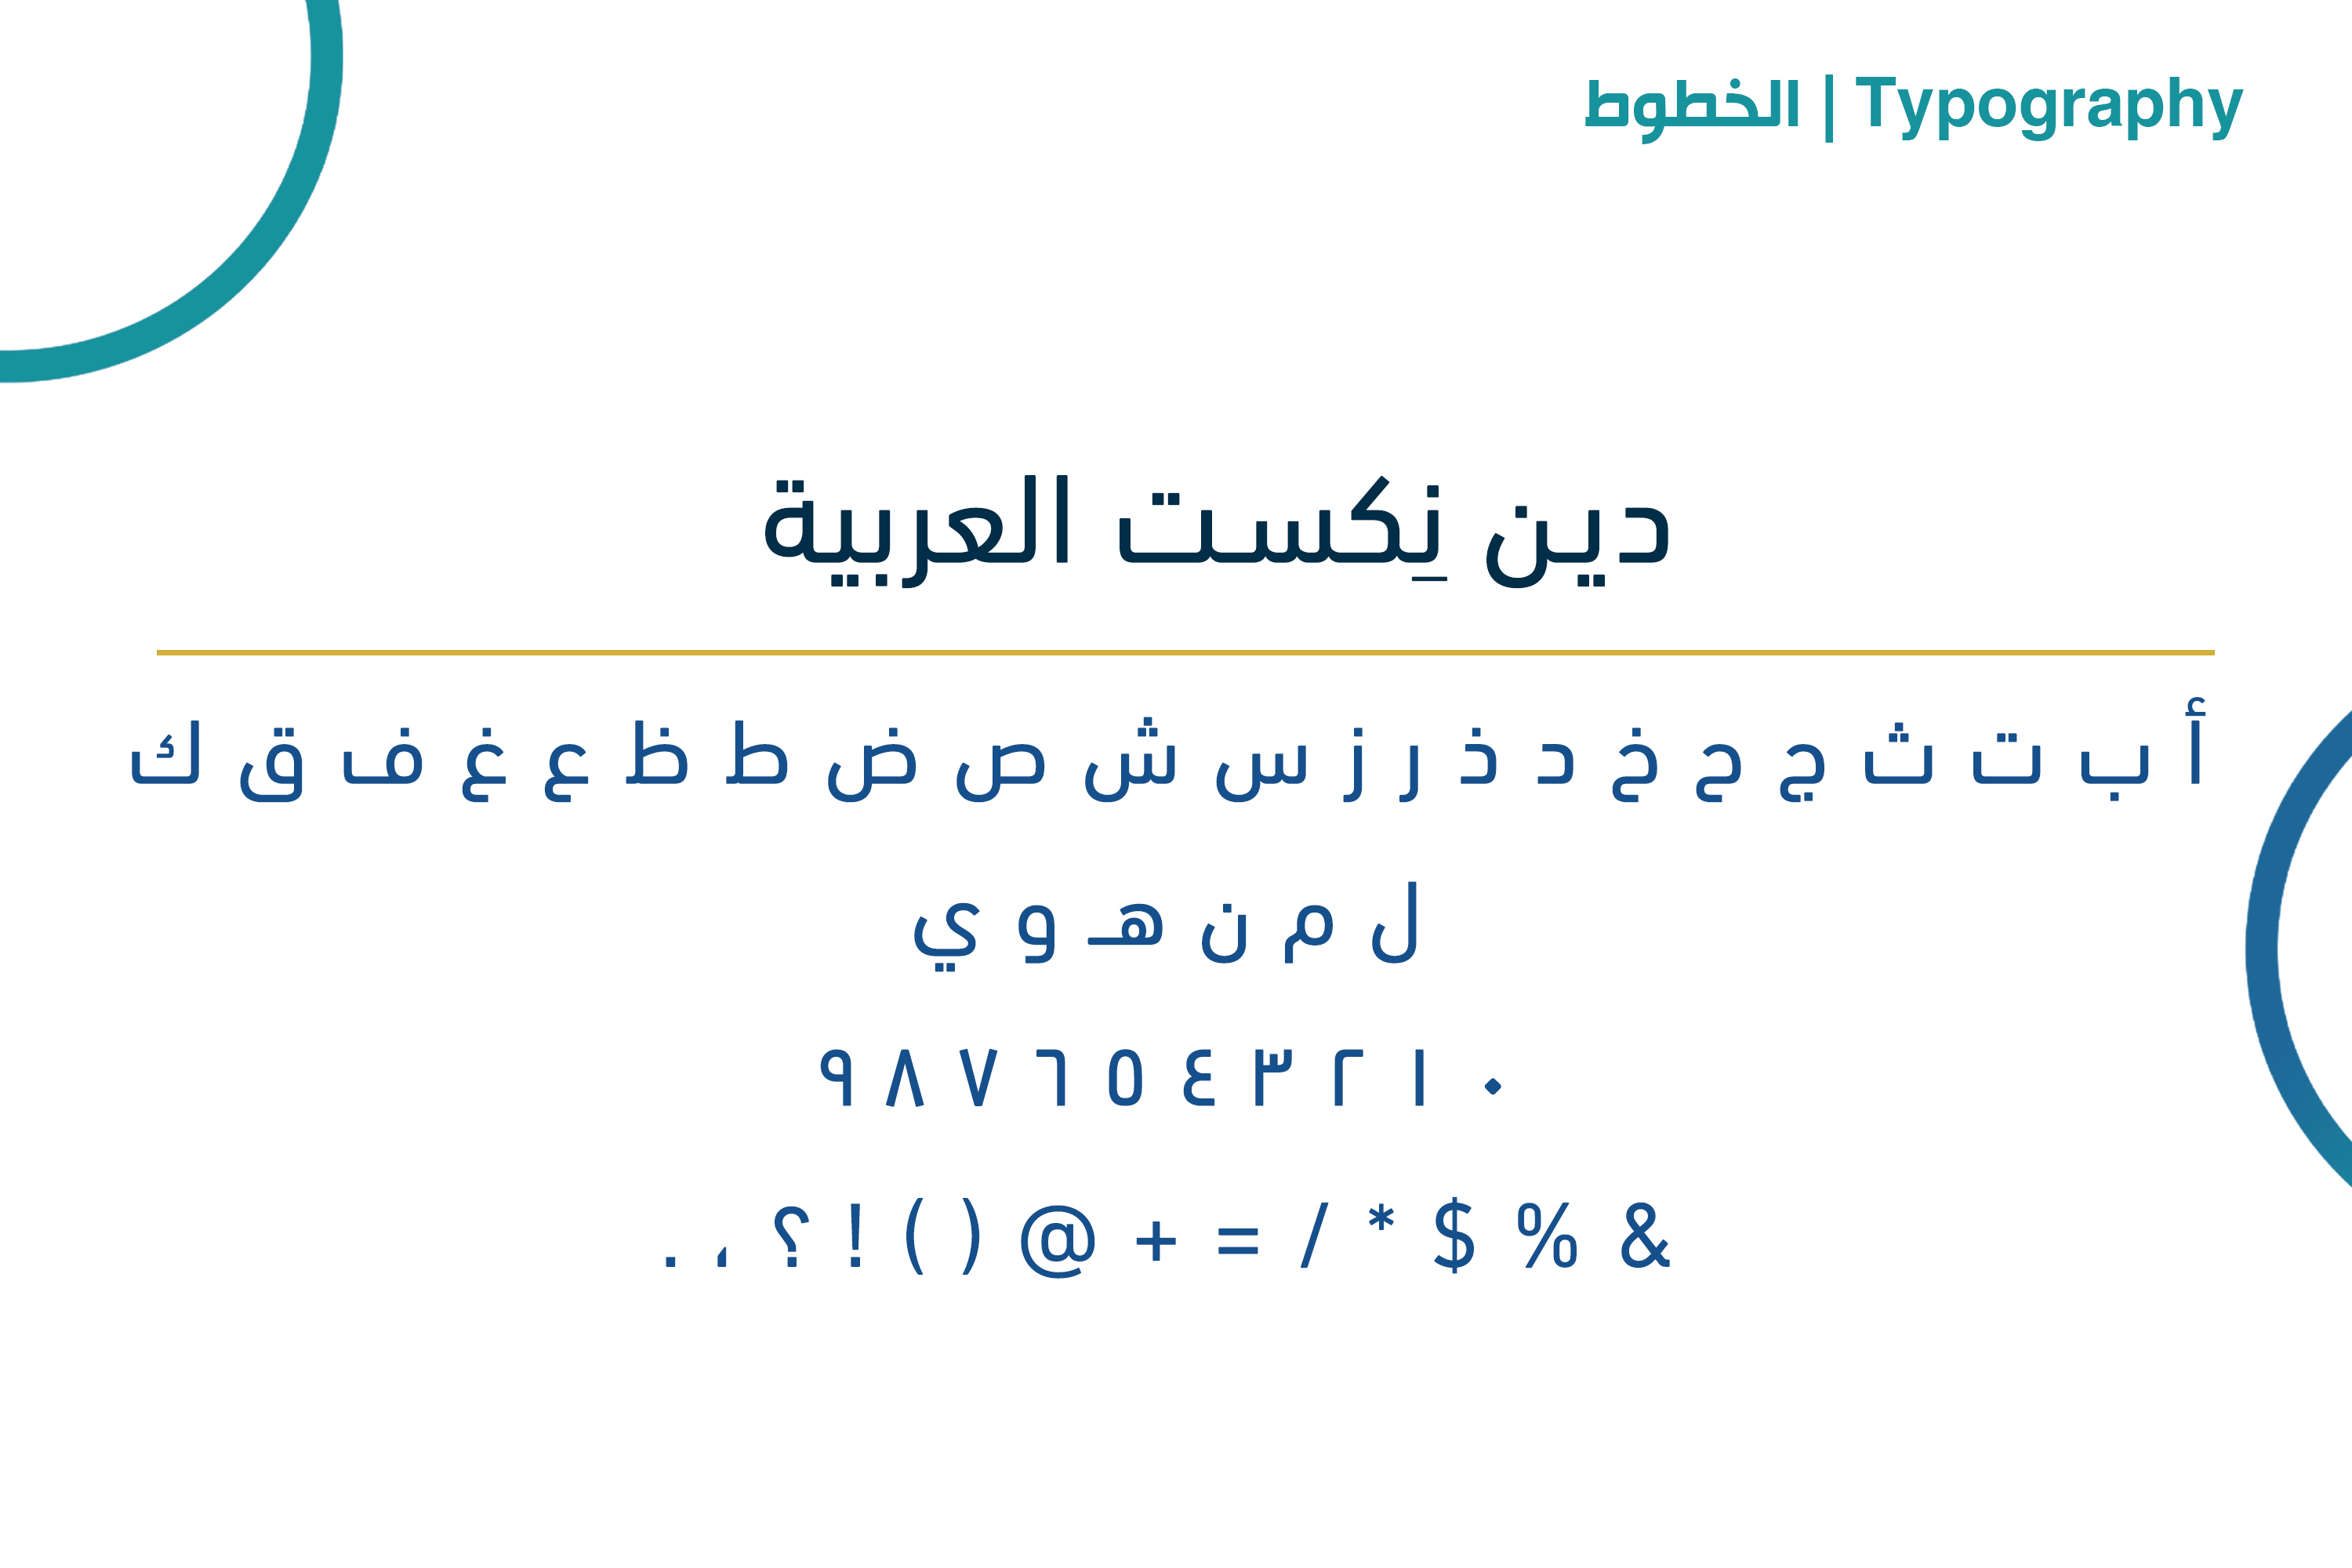 الخطوط | Typography
دين نِكست العربية
أ ب ت ث ج ح خ د ذ ر ز س ش ص ض ط ظ ع غ ف ق ك
ل م ن هـ و ي
٠ ١ ٢ ٣ ٤ ٥ ٦ ٧ ٨ ٩
& % $ * / = + @ ( ) ! ؟ ، .